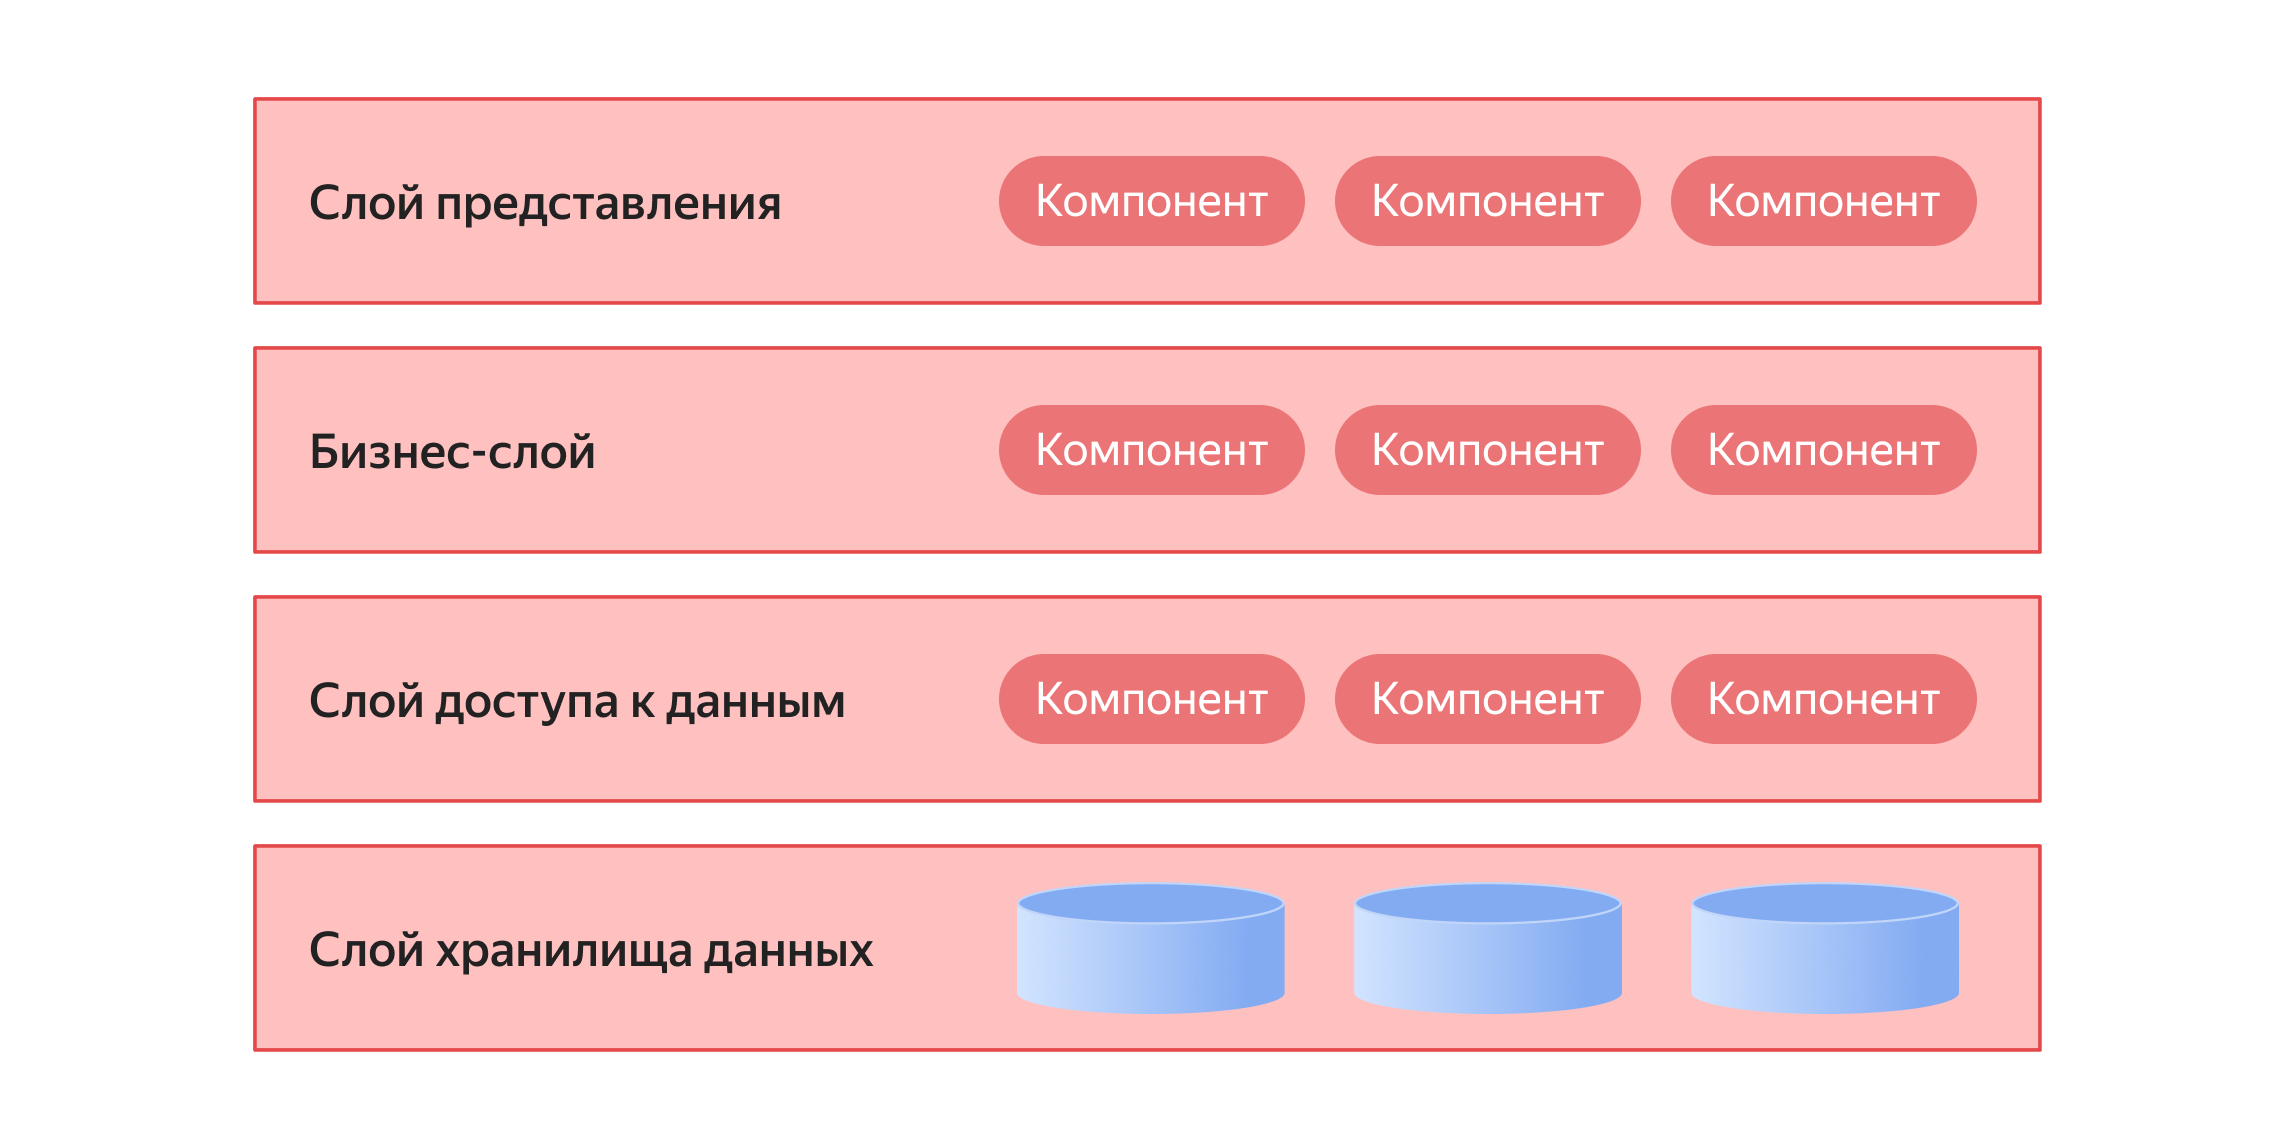 Слой представления Компонент Компонент Компонент
Бизнес-слой Компонент Компонент Компонент
Слой доступа к данным Компонент Компонент Компонент
Слой хранилища данных